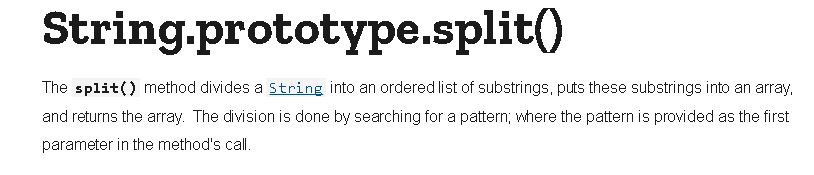 String.prototype.split()
The split() method divides a String into an ordered list of substrings, puts these substrings into an array,
and returns the array.  The division is done by searching for a pattern; where the pattern is provided as the first
parameter in the method's call.